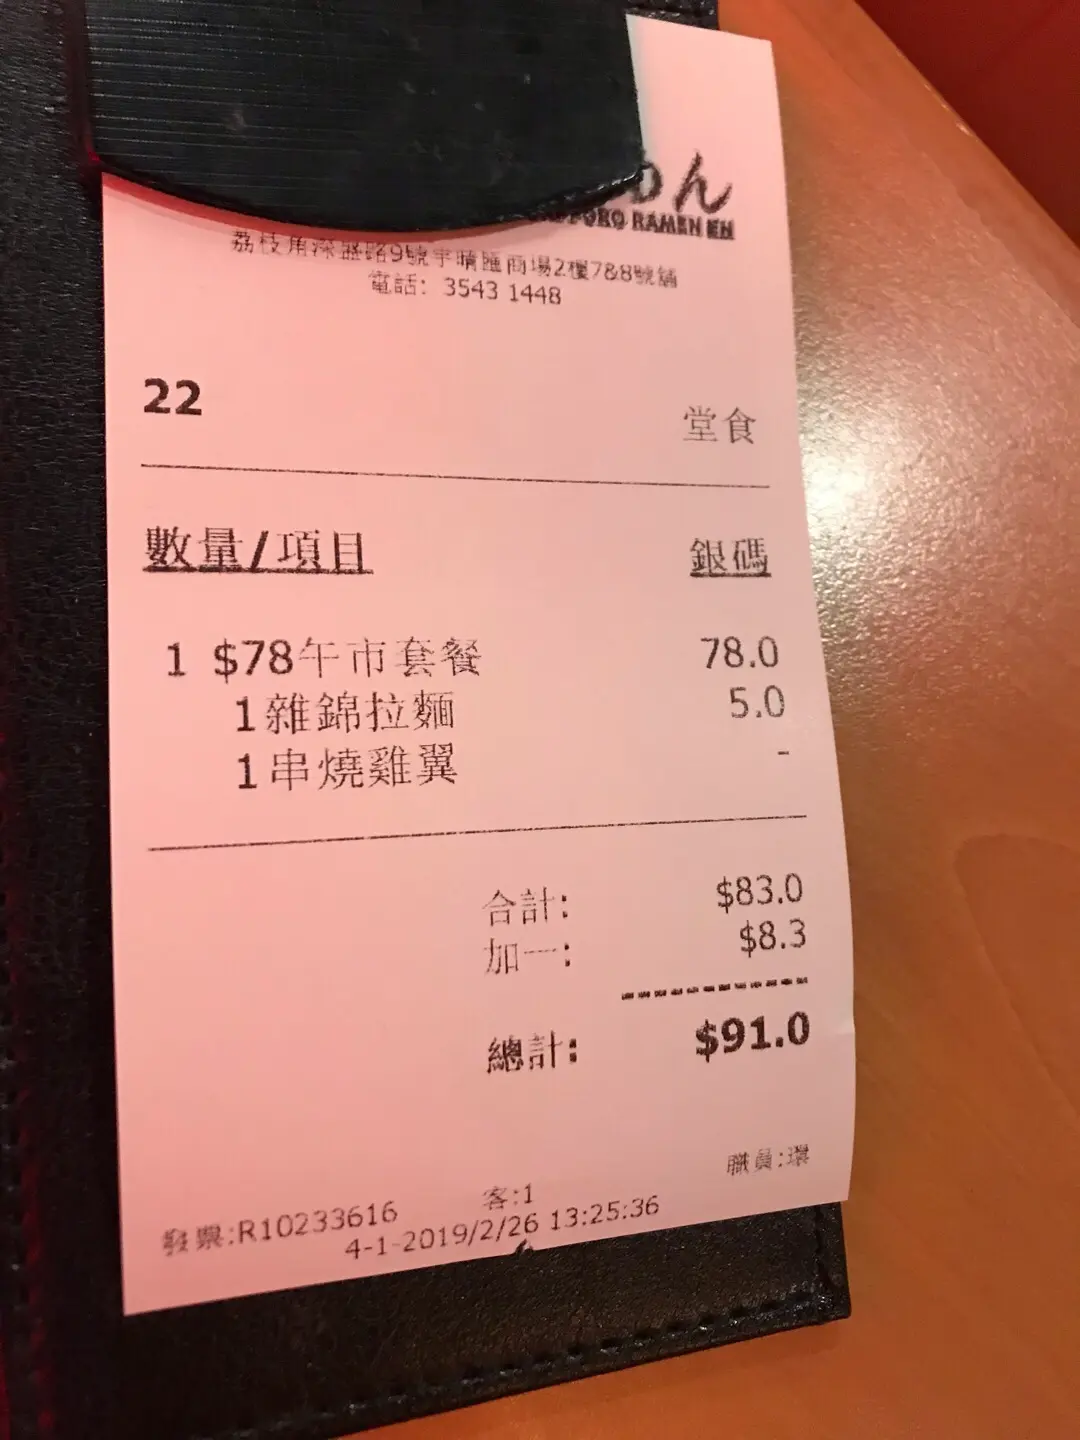 ん
RAMEN EN
荔枝角深盛路9號宇晴匯商場2樓7&8號舖
電話: 3543 1448
22 堂食
數量/項目 銀碼
1 $78午市套餐 78.0
1雜錦拉麵 5.0
1串燒雞翼 -
合計: $83.0
加一: $8.3
總計: $91.0
職員:環
客:1
發票:R10233616
4-1-2019/2/26 13:25:36